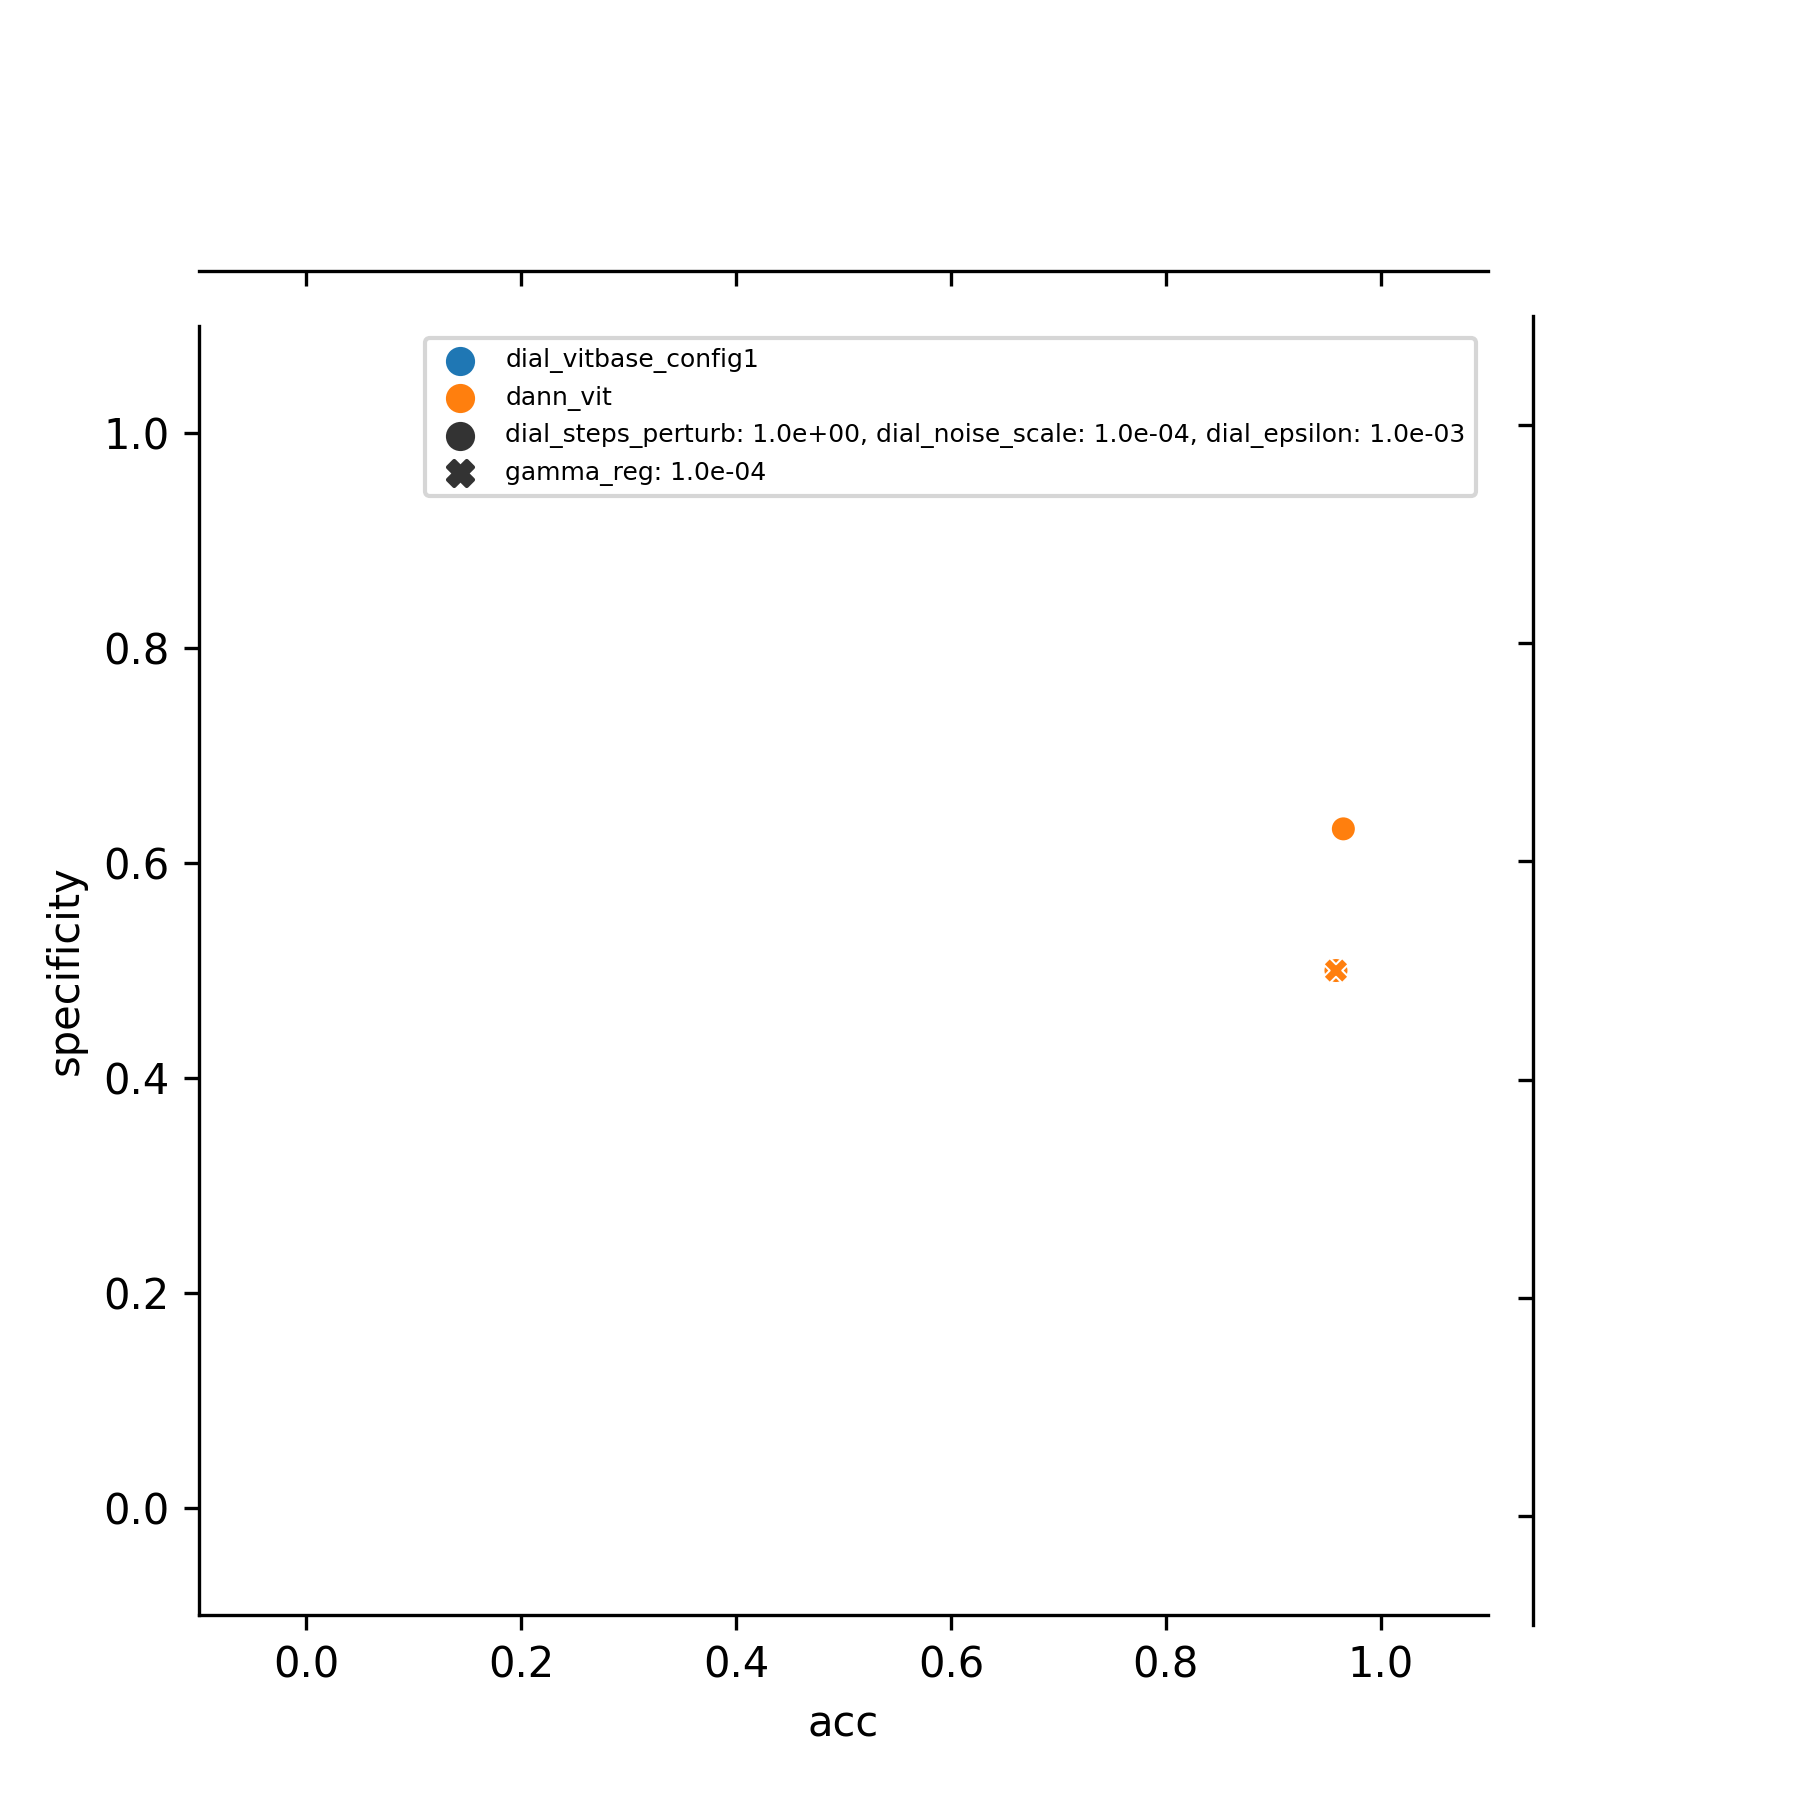 dial_vitbase_config1
dann_vit
dial_steps_perturb: 1.0e+00, dial_noise_scale: 1.0e-04, dial_epsilon: 1.0e-03
gamma_reg: 1.0e-04
1.0
0.8
0.6
0.4
0.2
0.0
specificity
0.0 0.2 0.4 0.6 0.8 1.0
acc